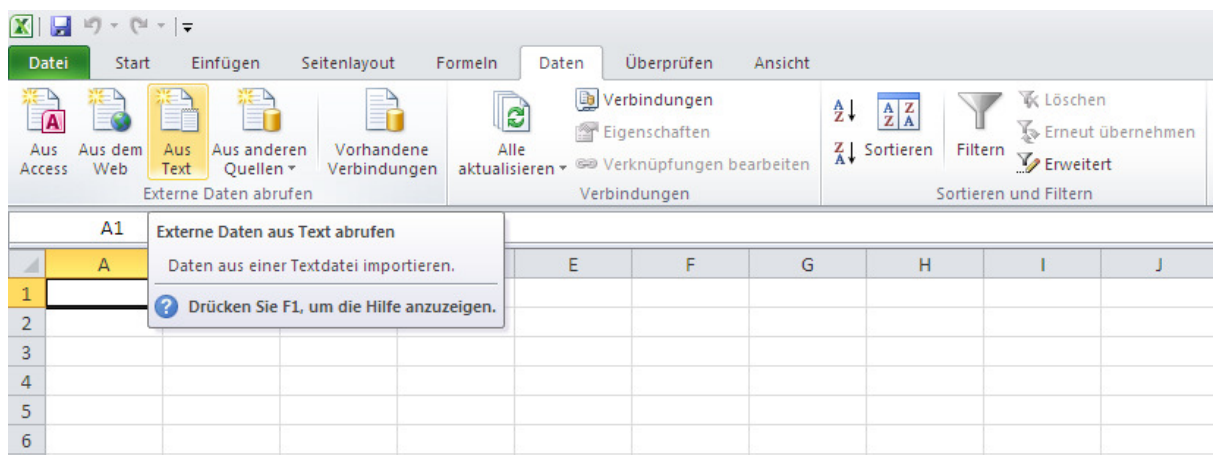 Datei Start Einfügen Seitenlayout Formeln Daten Überprüfen Ansicht
Aus Access
Aus dem Web
Aus Text
Aus anderen Quellen
Vorhandene Verbindungen
Externe Daten abrufen
Alle aktualisieren
Verbindungen
Eigenschaften
Verknüpfungen bearbeiten
Verbindungen
Sortieren
Filtern
Löschen
Erneut übernehmen
Erweitert
Sortieren und Filtern
A1
Externe Daten aus Text abrufen
Daten aus einer Textdatei importieren.
Drücken Sie F1, um die Hilfe anzuzeigen.
A E F G H I J
1
2
3
4
5
6